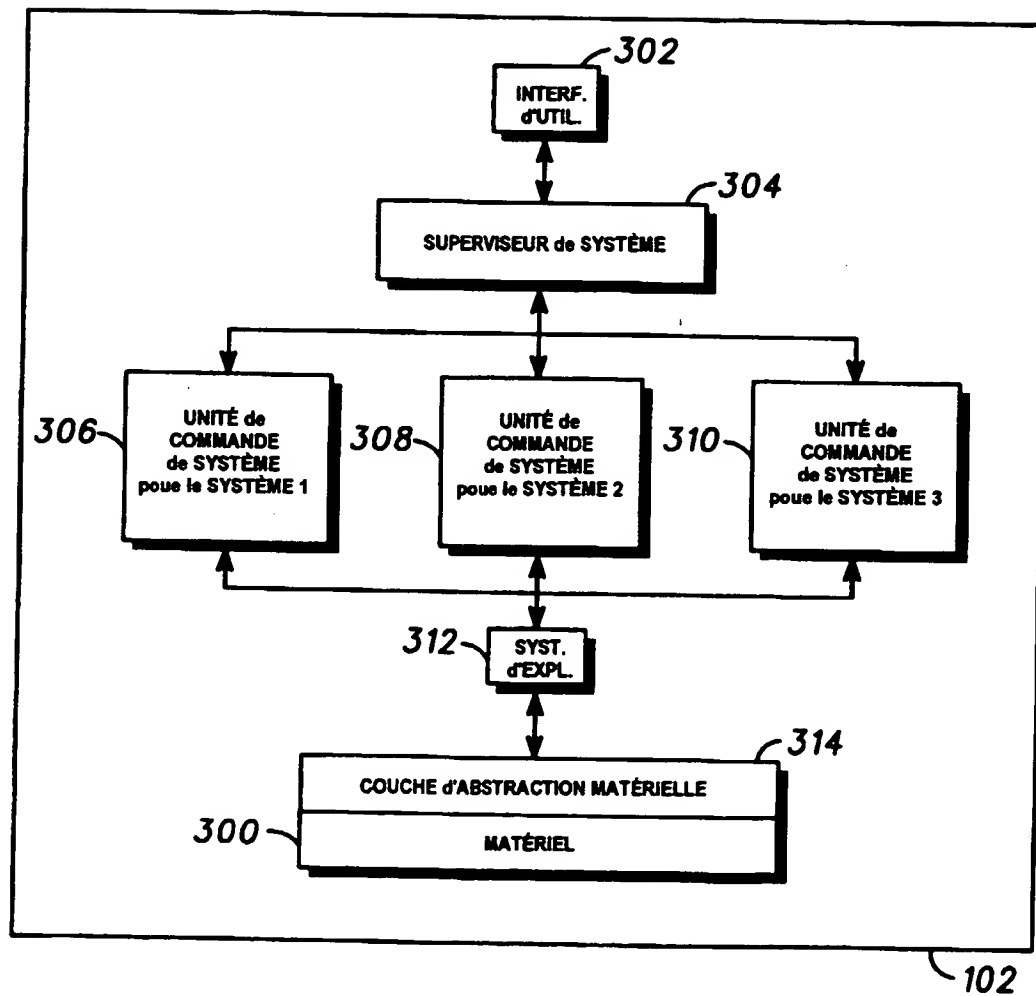 302
INTERF.
d'UTIL.
304
SUPERVISEUR de SYSTÈME
306
UNITÉ de
COMMANDE
de SYSTÈME
poue le SYSTÈME 1
308
UNITÉ de
COMMANDE
de SYSTÈME
poue le SYSTÈME 2
310
UNITÉ de
COMMANDE
de SYSTÈME
poue le SYSTÈME 3
312
SYST.
d'EXPL.
314
COUCHE d'ABSTRACTION MATÉRIELLE
300
MATÉRIEL
102